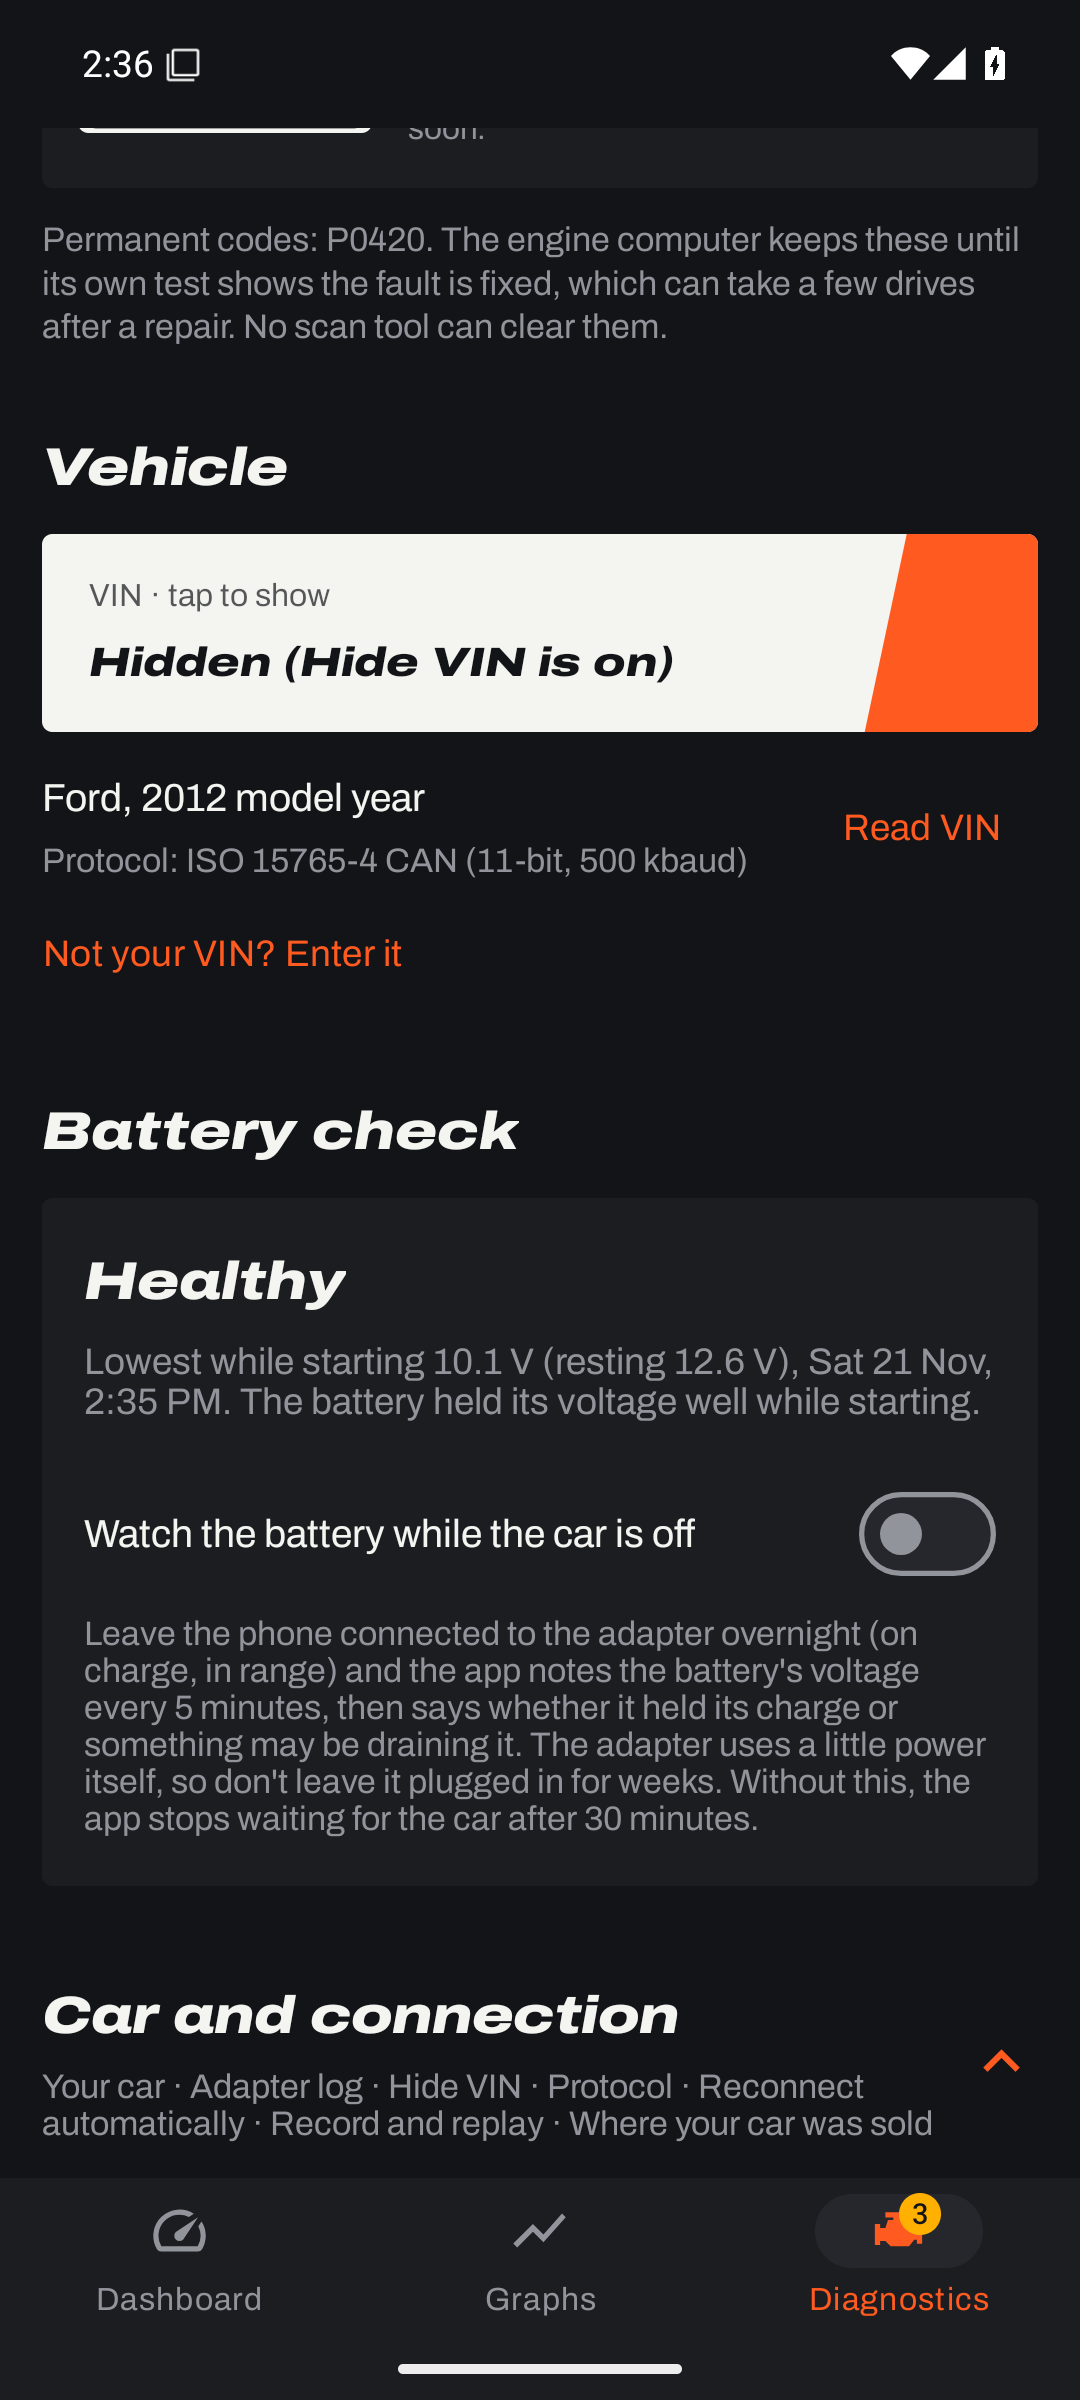 2:36
soon.
Permanent codes: P0420. The engine computer keeps these until
its own test shows the fault is fixed, which can take a few drives
after a repair. No scan tool can clear them.
Vehicle
VIN · tap to show
Hidden (Hide VIN is on)
Ford, 2012 model year
Protocol: ISO 15765-4 CAN (11-bit, 500 kbaud)
Read VIN
Not your VIN? Enter it
Battery check
Healthy
Lowest while starting 10.1 V (resting 12.6 V), Sat 21 Nov,
2:35 PM. The battery held its voltage well while starting.
Watch the battery while the car is off
Leave the phone connected to the adapter overnight (on
charge, in range) and the app notes the battery's voltage
every 5 minutes, then says whether it held its charge or
something may be draining it. The adapter uses a little power
itself, so don't leave it plugged in for weeks. Without this, the
app stops waiting for the car after 30 minutes.
Car and connection
Your car · Adapter log · Hide VIN · Protocol · Reconnect
automatically · Record and replay · Where your car was sold
3
Dashboard
Graphs
Diagnostics